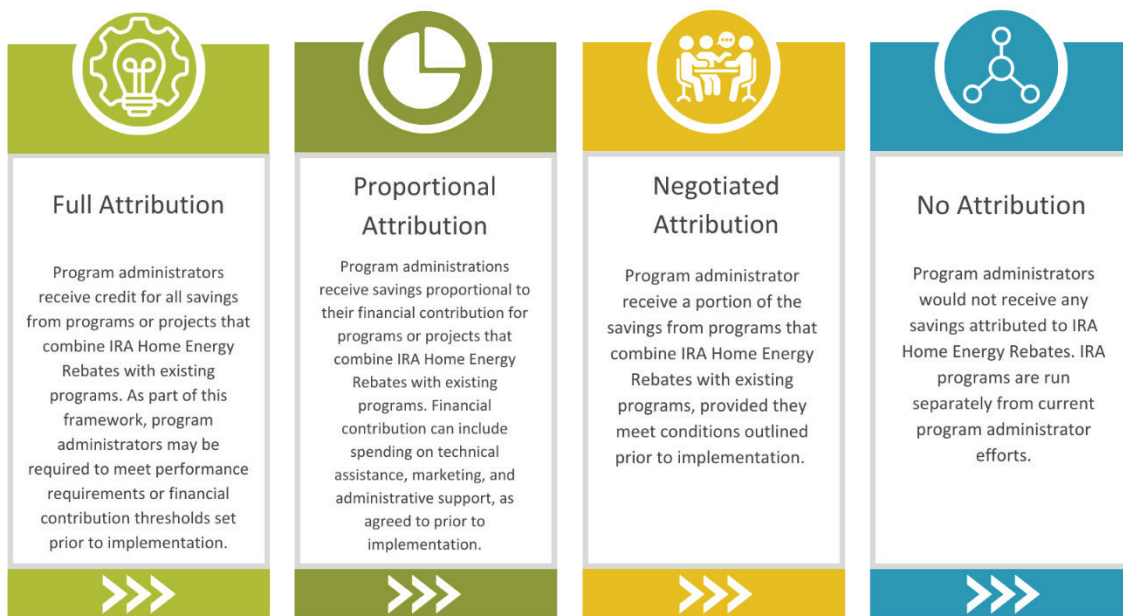 Full Attribution
Program administrators
receive credit for all savings
from programs or projects that
combine IRA Home Energy
Rebates with existing
programs. As part of this
framework, program
administrators may be
required to meet performance
requirements or financial
contribution thresholds set
prior to implementation.
Proportional
Attribution
Program administrations
receive savings proportional to
their financial contribution for
programs or projects that
combine IRA Home Energy
Rebates with existing
programs. Financial
contribution can include
spending on technical
assistance, marketing, and
administrative support, as
agreed to prior to
implementation.
Negotiated
Attribution
Program administrator
receive a portion of the
savings from programs that
combine IRA Home Energy
Rebates with existing
programs, provided they
meet conditions outlined
prior to implementation.
No Attribution
Program administrators
would not receive any
savings attributed to IRA
Home Energy Rebates. IRA
programs are run
separately from current
program administrator
efforts.